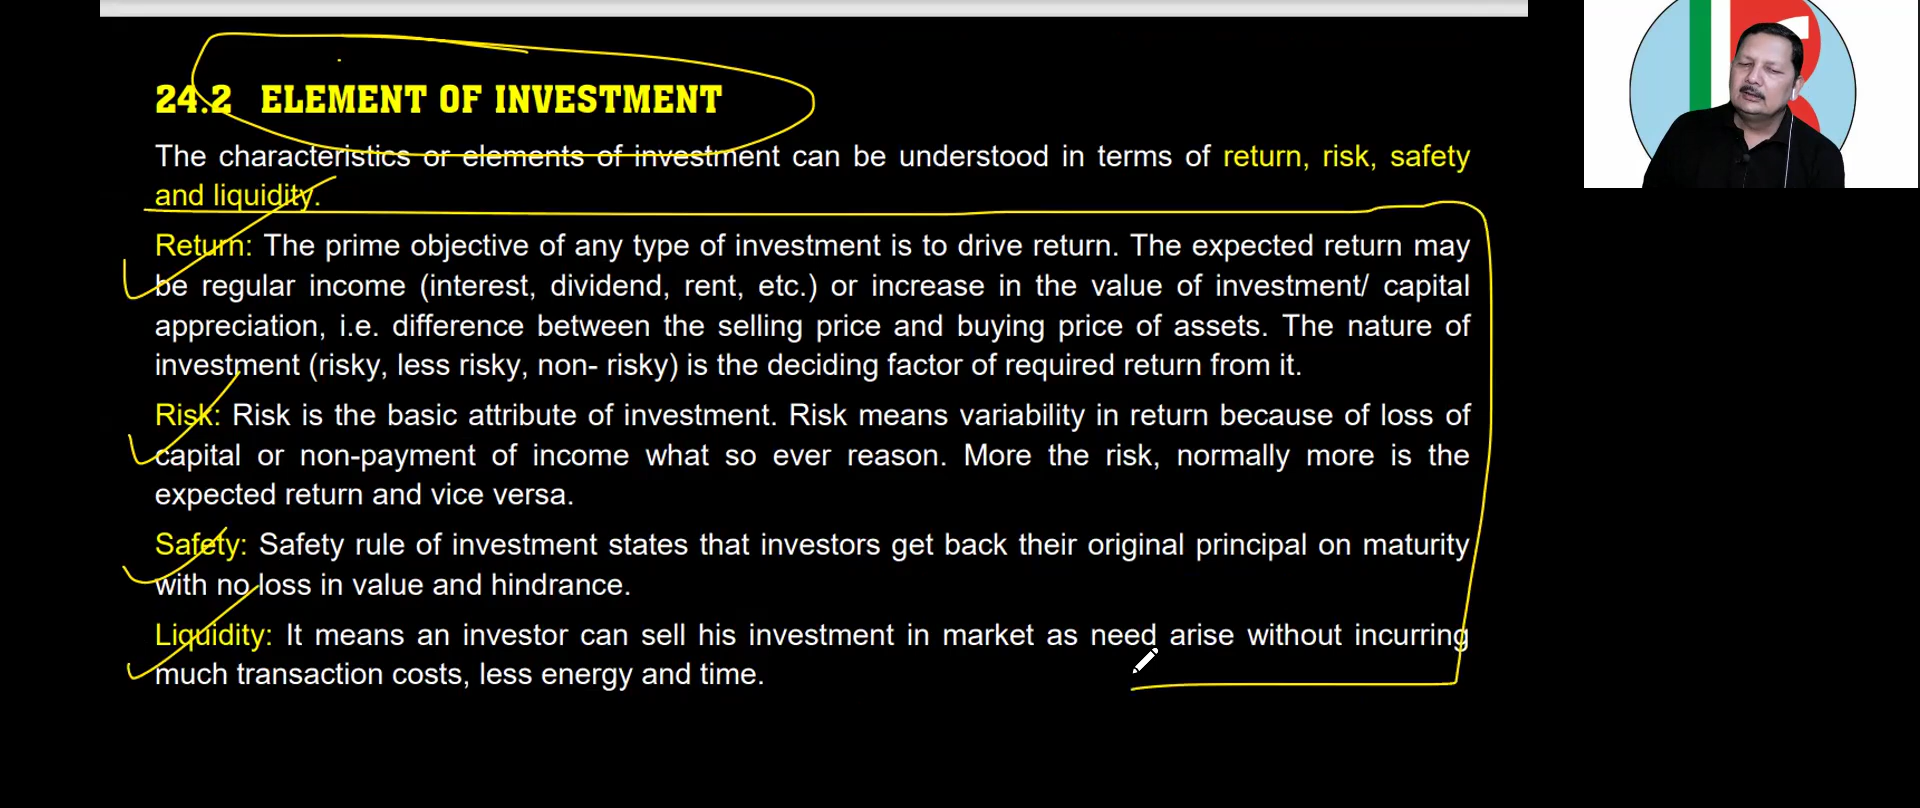 24.2 ELEMENT OF INVESTMENT
The characteristics or elements of investment can be understood in terms of return, risk, safety
and liquidity.
Return: The prime objective of any type of investment is to drive return. The expected return may
be regular income (interest, dividend, rent, etc.) or increase in the value of investment/ capital
appreciation, i.e. difference between the selling price and buying price of assets. The nature of
investment (risky, less risky, non- risky) is the deciding factor of required return from it.
Risk: Risk is the basic attribute of investment. Risk means variability in return because of loss of
capital or non-payment of income what so ever reason. More the risk, normally more is the
expected return and vice versa.
Safety: Safety rule of investment states that investors get back their original principal on maturity
with no loss in value and hindrance.
Liquidity: It means an investor can sell his investment in market as need arise without incurring
much transaction costs, less energy and time.